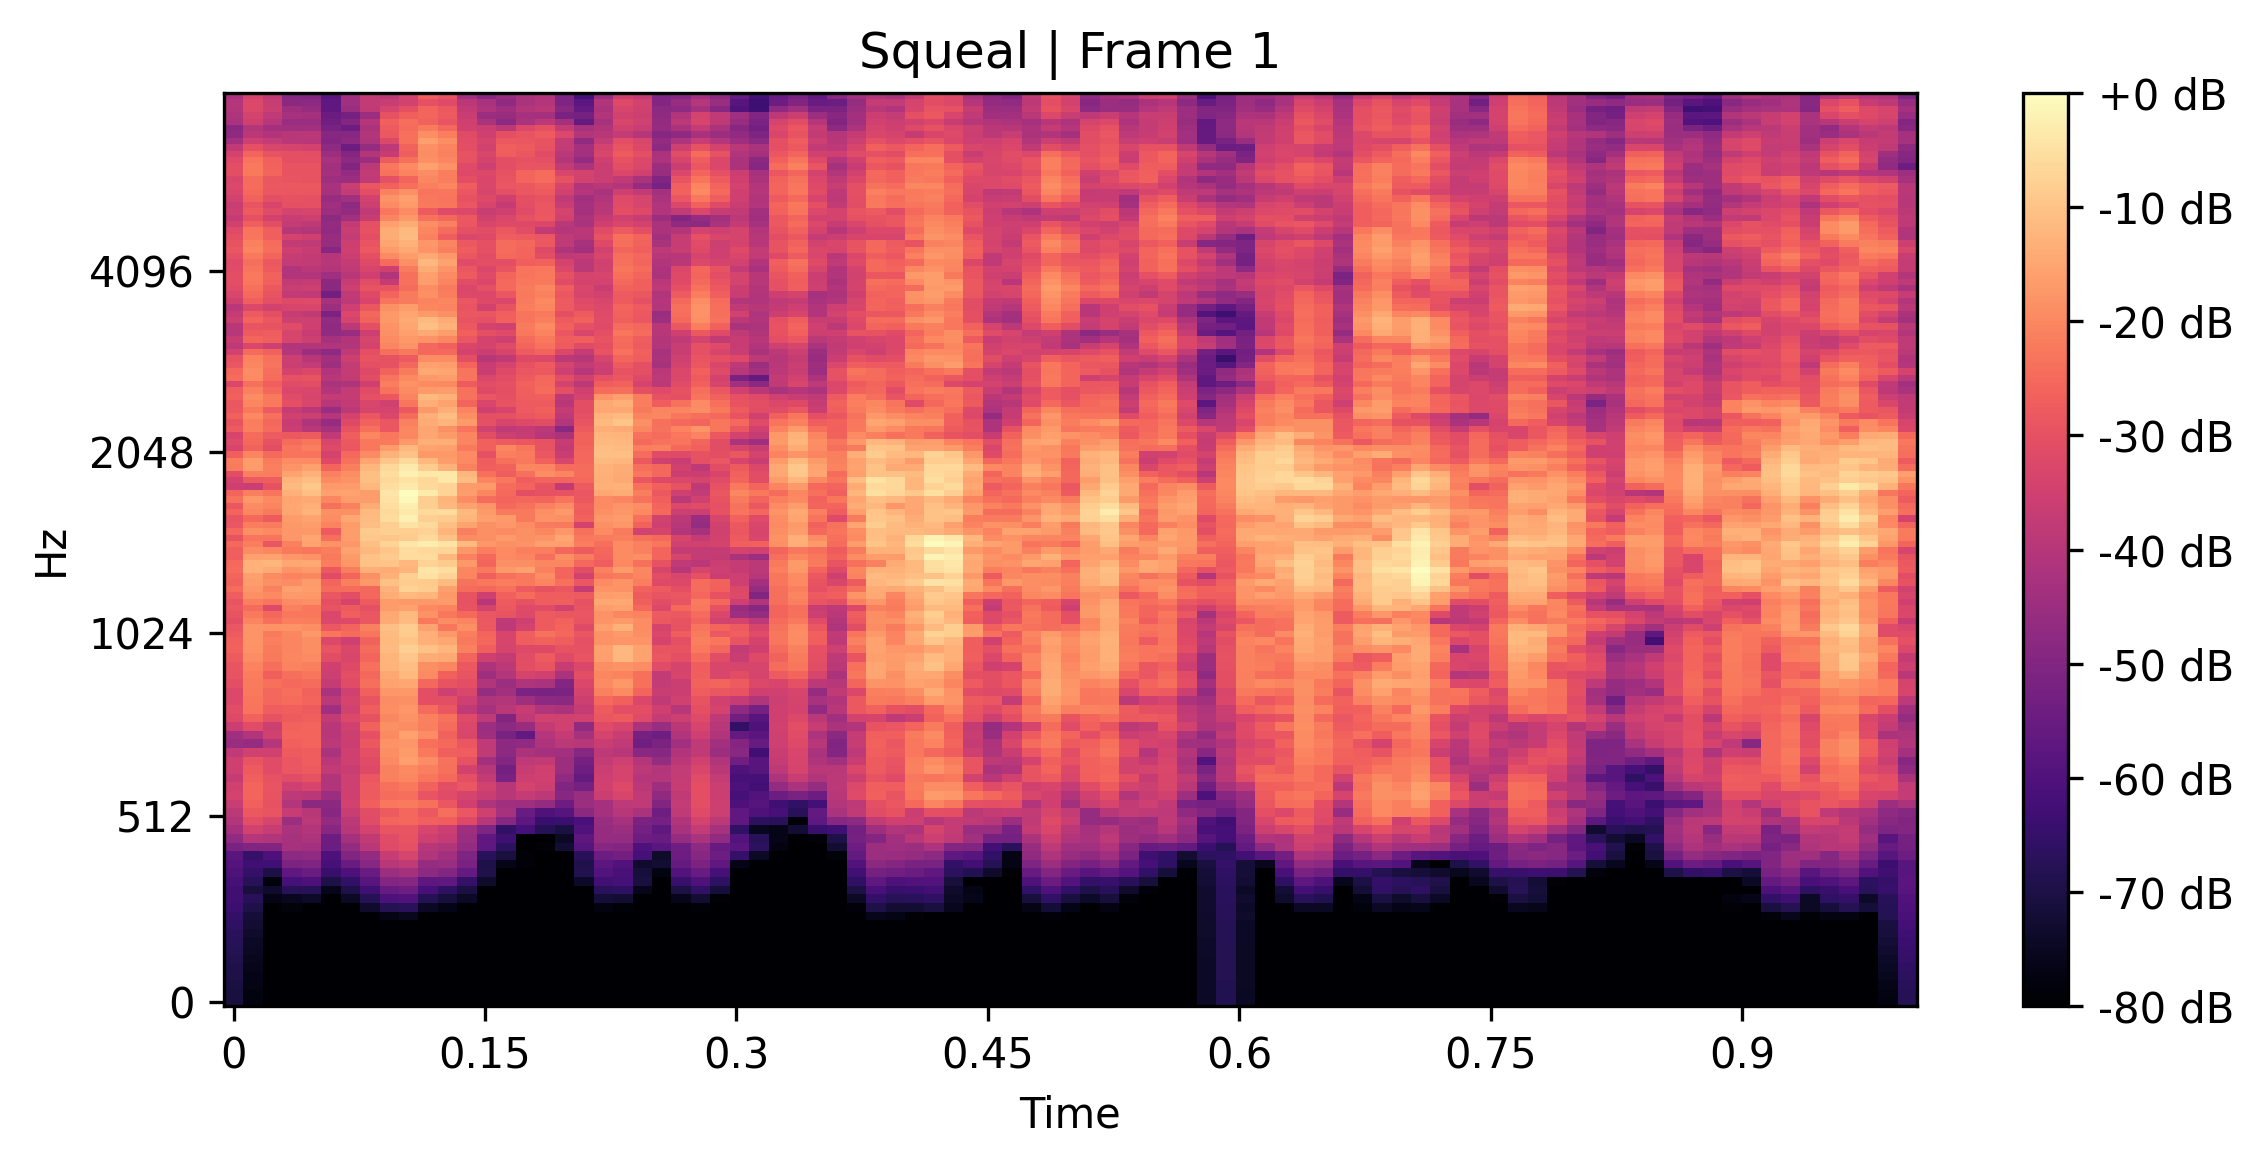 Squeal | Frame 1
+0 dB
-10 dB
-20 dB
-30 dB
-40 dB
-50 dB
-60 dB
-70 dB
-80 dB
Hz
4096
2048
1024
512
0
0 0.15 0.3 0.45 0.6 0.75 0.9
Time